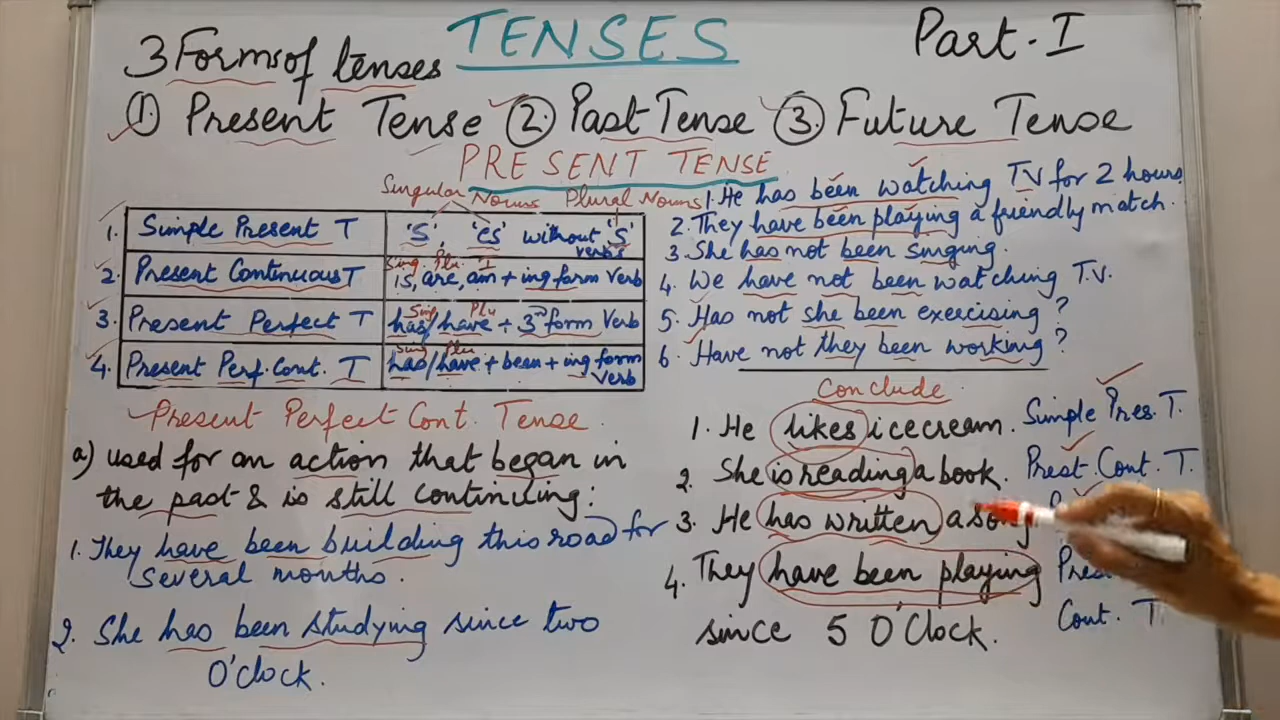 TENSES
Part-I
3 Forms of tenses
① Present Tense ② Past Tense ③ Future Tense
PRESENT TENSE
Singular Nouns Plural Nouns
1. Simple Present T 's', 'es' without 's' verbs
Sing. Plu. I
2. Present Continuous T is, are, am + ing form verb
Sing Plu
3. Present Perfect T has/have + 3rd form Verb
Sing Plu
4. Present Perf. Cont. T has/have + been + ing form Verb
Present Perfect Cont. Tense
a) used for an action that began in
the past & is still continuing:
1. They have been building this road for
several months.
2. She has been studying since two
O'clock.
1. He has been watching TV for 2 hours.
2. They have been playing a friendly match.
3. She has not been singing.
4. We have not been watching T.V.
5. Has not she been exercising?
6. Have not they been working?
Conclude
1. He likes icecream. Simple Pres. T.
2. She is reading a book. Prest. Cont. T.
3. He has written a song
4. They have been playing
since 5 O'Clock. Cont. T.